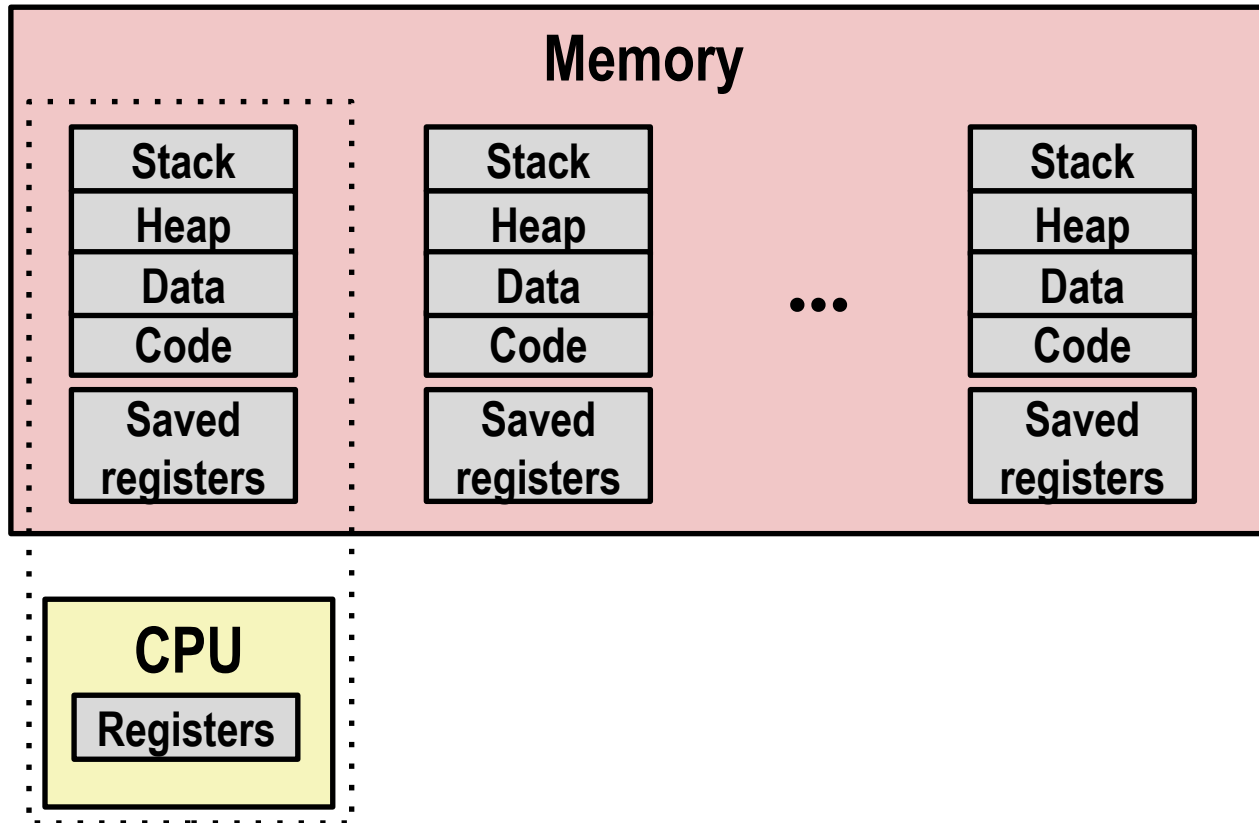 Memory
Stack
Heap
Data
Code
Saved
registers
Stack
Heap
Data
Code
Saved
registers
...
Stack
Heap
Data
Code
Saved
registers
CPU
Registers